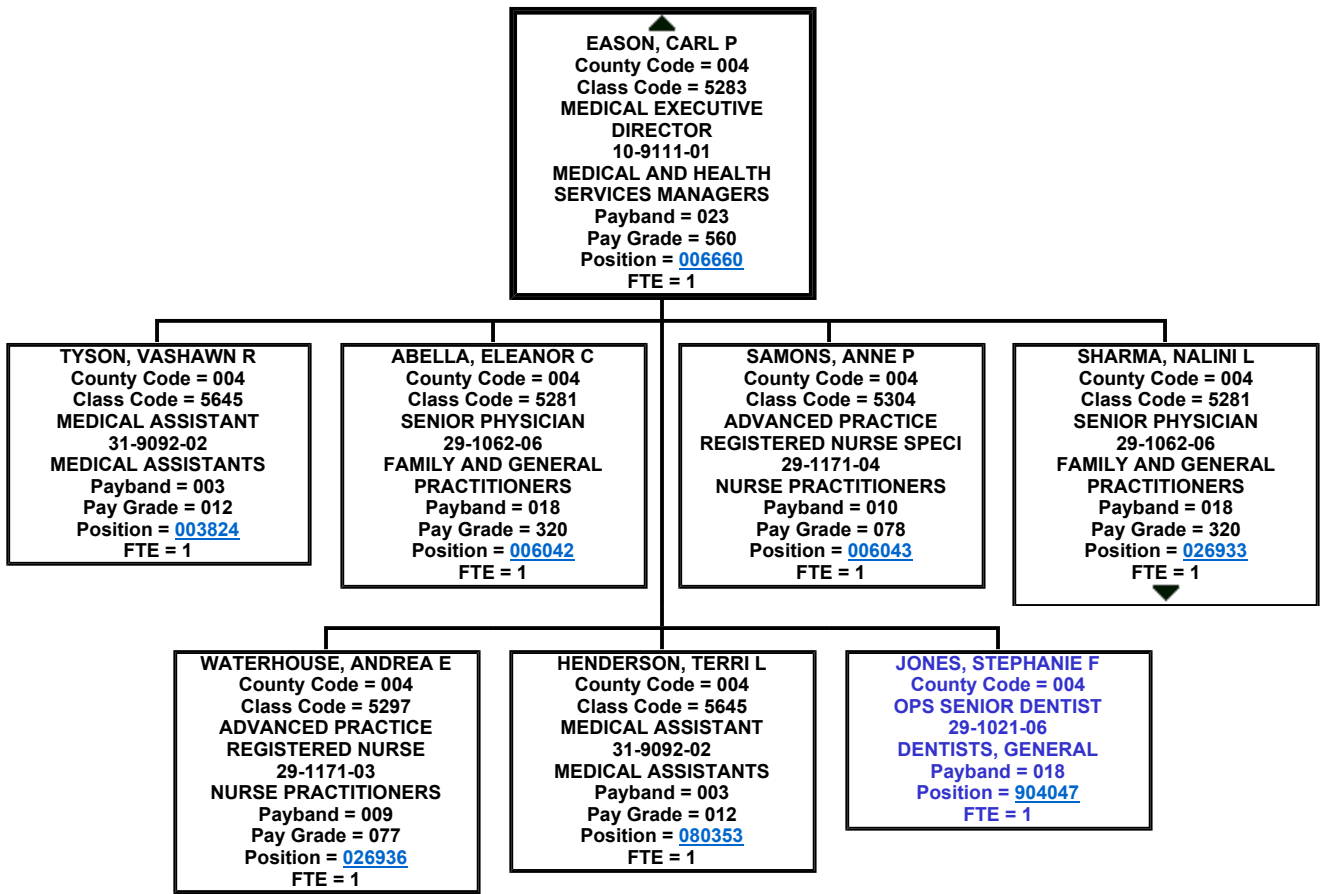 EASON, CARL P
County Code = 004
Class Code = 5283
MEDICAL EXECUTIVE
DIRECTOR
10-9111-01
MEDICAL AND HEALTH
SERVICES MANAGERS
Payband = 023
Pay Grade = 560
Position = 006660
FTE = 1
TYSON, VASHAWN R
County Code = 004
Class Code = 5645
MEDICAL ASSISTANT
31-9092-02
MEDICAL ASSISTANTS
Payband = 003
Pay Grade = 012
Position = 003824
FTE = 1
ABELLA, ELEANOR C
County Code = 004
Class Code = 5281
SENIOR PHYSICIAN
29-1062-06
FAMILY AND GENERAL
PRACTITIONERS
Payband = 018
Pay Grade = 320
Position = 006042
FTE = 1
SAMONS, ANNE P
County Code = 004
Class Code = 5304
ADVANCED PRACTICE
REGISTERED NURSE SPECI
29-1171-04
NURSE PRACTITIONERS
Payband = 010
Pay Grade = 078
Position = 006043
FTE = 1
SHARMA, NALINI L
County Code = 004
Class Code = 5281
SENIOR PHYSICIAN
29-1062-06
FAMILY AND GENERAL
PRACTITIONERS
Payband = 018
Pay Grade = 320
Position = 026933
FTE = 1
WATERHOUSE, ANDREA E
County Code = 004
Class Code = 5297
ADVANCED PRACTICE
REGISTERED NURSE
29-1171-03
NURSE PRACTITIONERS
Payband = 009
Pay Grade = 077
Position = 026936
FTE = 1
HENDERSON, TERRI L
County Code = 004
Class Code = 5645
MEDICAL ASSISTANT
31-9092-02
MEDICAL ASSISTANTS
Payband = 003
Pay Grade = 012
Position = 080353
FTE = 1
JONES, STEPHANIE F
County Code = 004
OPS SENIOR DENTIST
29-1021-06
DENTISTS, GENERAL
Payband = 018
Position = 904047
FTE = 1